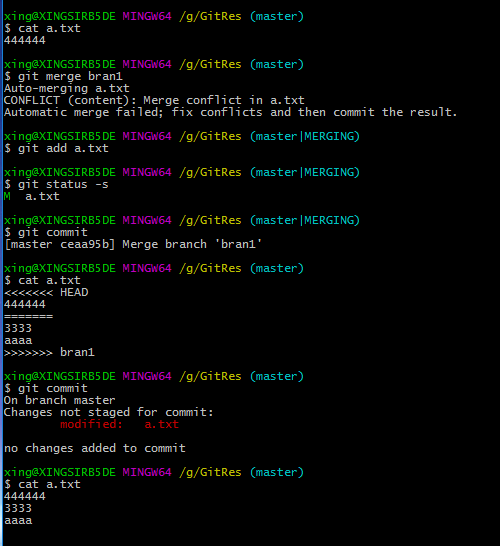 xing@XINGSIRB5DE MINGW64 /g/GitRes (master)
$ cat a.txt
444444
xing@XINGSIRB5DE MINGW64 /g/GitRes (master)
$ git merge bran1
Auto-merging a.txt
CONFLICT (content): Merge conflict in a.txt
Automatic merge failed; fix conflicts and then commit the result.
xing@XINGSIRB5DE MINGW64 /g/GitRes (master|MERGING)
$ git add a.txt
xing@XINGSIRB5DE MINGW64 /g/GitRes (master|MERGING)
$ git status -s
M  a.txt
xing@XINGSIRB5DE MINGW64 /g/GitRes (master|MERGING)
$ git commit
[master ceaa95b] Merge branch 'bran1'
xing@XINGSIRB5DE MINGW64 /g/GitRes (master)
$ cat a.txt
<<<<<<< HEAD
444444
=======
3333
aaaa
>>>>>>> bran1
xing@XINGSIRB5DE MINGW64 /g/GitRes (master)
$ git commit
On branch master
Changes not staged for commit:
modified:   a.txt
no changes added to commit
xing@XINGSIRB5DE MINGW64 /g/GitRes (master)
$ cat a.txt
444444
3333
aaaa